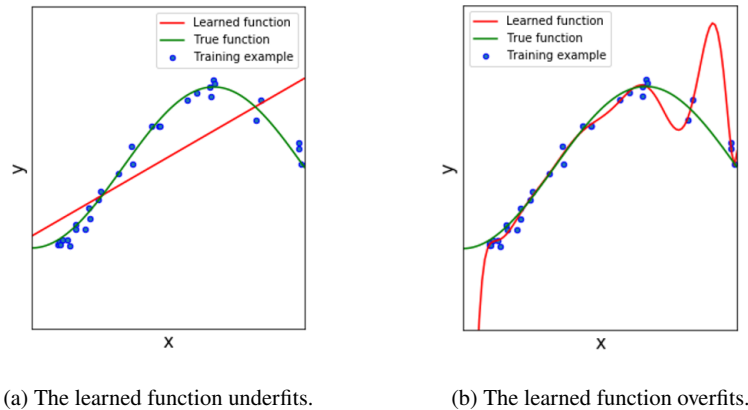 Learned function
True function
Training example
y
x
Learned function
True function
Training example
y
x
(a) The learned function underfits.
(b) The learned function overfits.